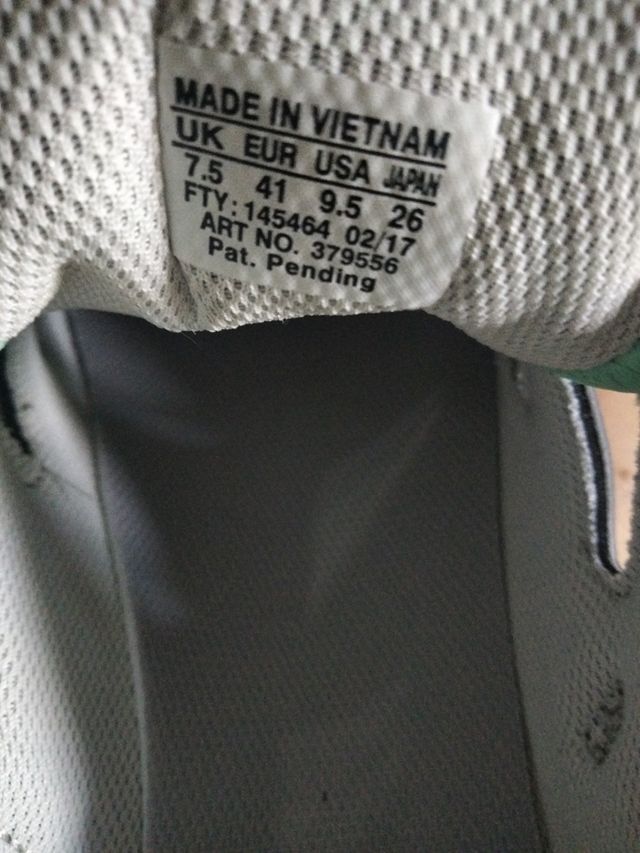 MADE IN VIETNAM
UK EUR USA JAPAN
7.5 41 9.5 26
FTY: 145464 02/17
ART NO. 379556
Pat. Pending